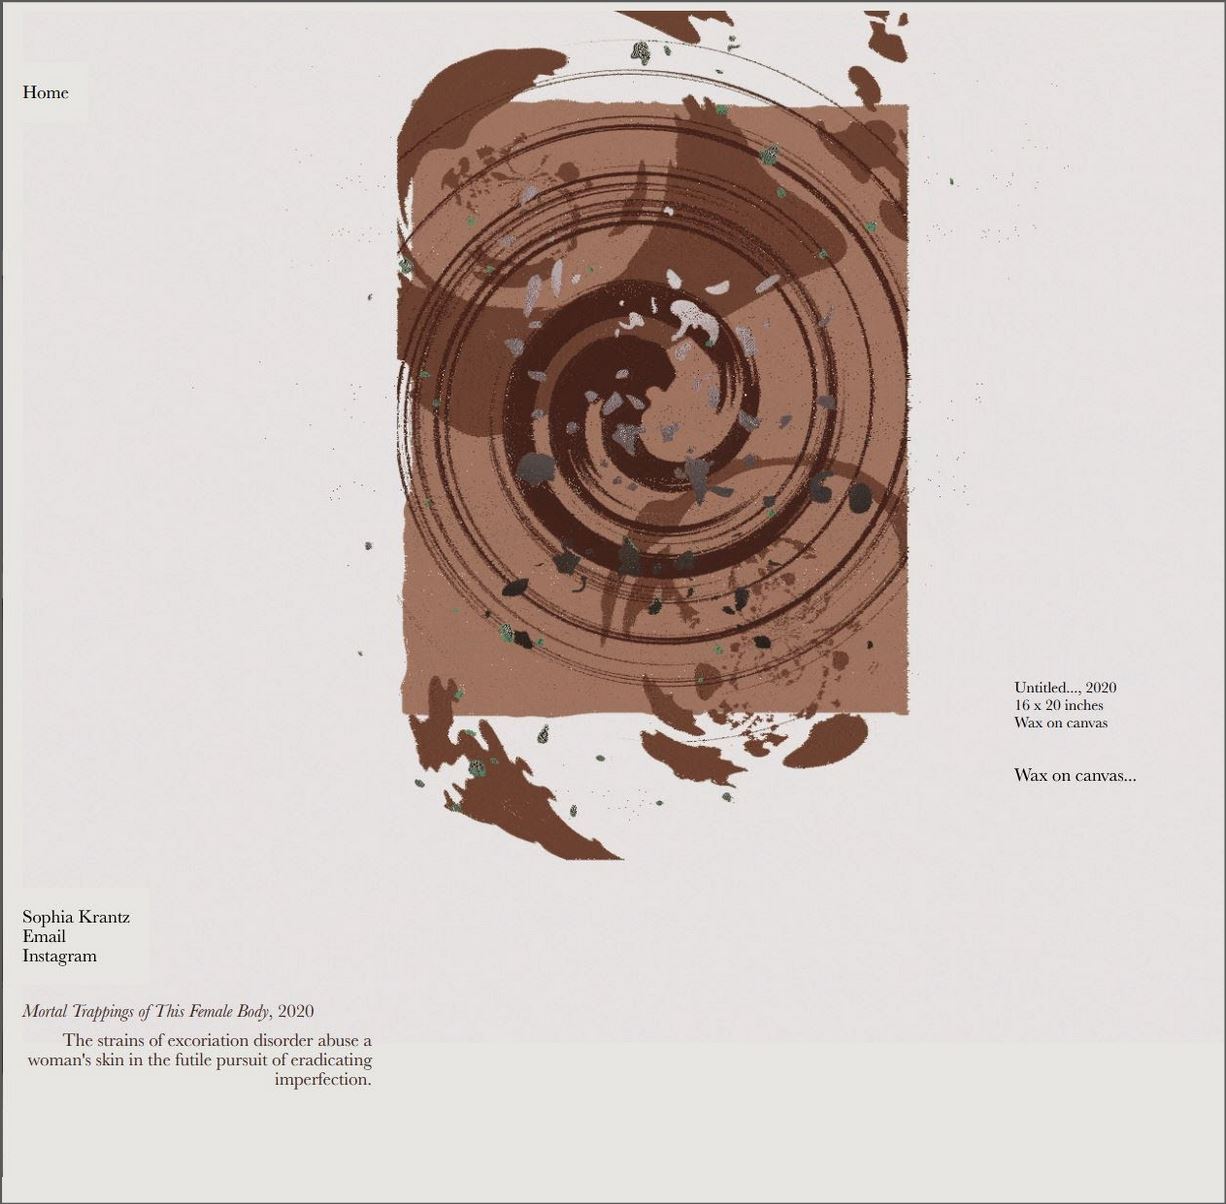 Home
Untitled..., 2020
16 x 20 inches
Wax on canvas
Wax on canvas...
Sophia Krantz
Email
Instagram
Mortal Trappings of This Female Body, 2020
The strains of excoriation disorder abuse a
woman's skin in the futile pursuit of eradicating
imperfection.